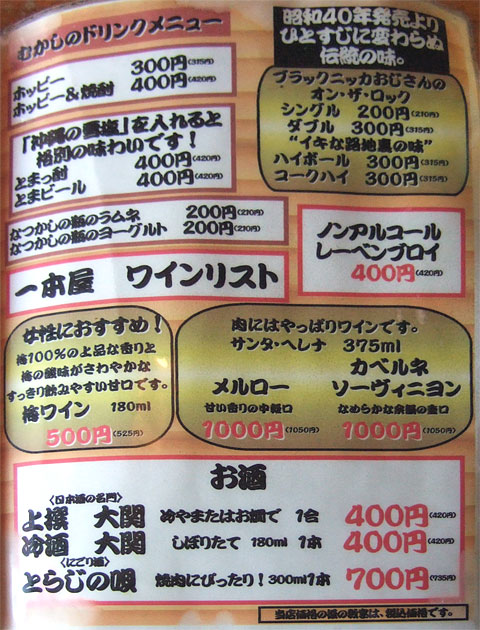 むかしのドリンクメニュー
ホッピー 300円(315円)
ホッピー&焼酎 400円(420円)
「沖縄の雪塩」を入れると
格別の味わいです！
とまっ酎 400円(420円)
とまビール 400円(420円)
なつかしの瓶のラムネ 200円(210円)
なつかしの瓶のヨーグルト 200円(210円)
昭和40年発売より
ひとすじに変わらぬ
伝統の味。
ブラックニッカおじさんの
オン・ザ・ロック
シングル 200円(210円)
ダブル 300円(315円)
“イキな路地裏の味”
ハイボール 300円(315円)
コークハイ 300円(315円)
ノンアルコール
レーベンブロイ
400円(420円)
一本屋 ワインリスト
女性におすすめ！
梅100%の上品な香りと
梅の酸味がさわやかな
すっきり飲みやすい甘口です。
梅ワイン 180ml
500円(525円)
肉にはやっぱりワインです。
サンタ・ヘレナ 375ml
メルロー
甘い香りの中軽口
1000円(1050円)
カベルネ
ソーヴィニヨン
なめらかな余韻の重口
1000円(1050円)
お酒
〈日本酒の名門〉
上撰 大関 冷やまたはお燗で 1合 400円(420円)
冷酒 大関 しぼりたて 180ml 1本 400円(420円)
〈にごり酒〉
とらじの唄 焼肉にぴったり！300ml1本 700円(735円)
当店価格の横の数字は、税込価格です。